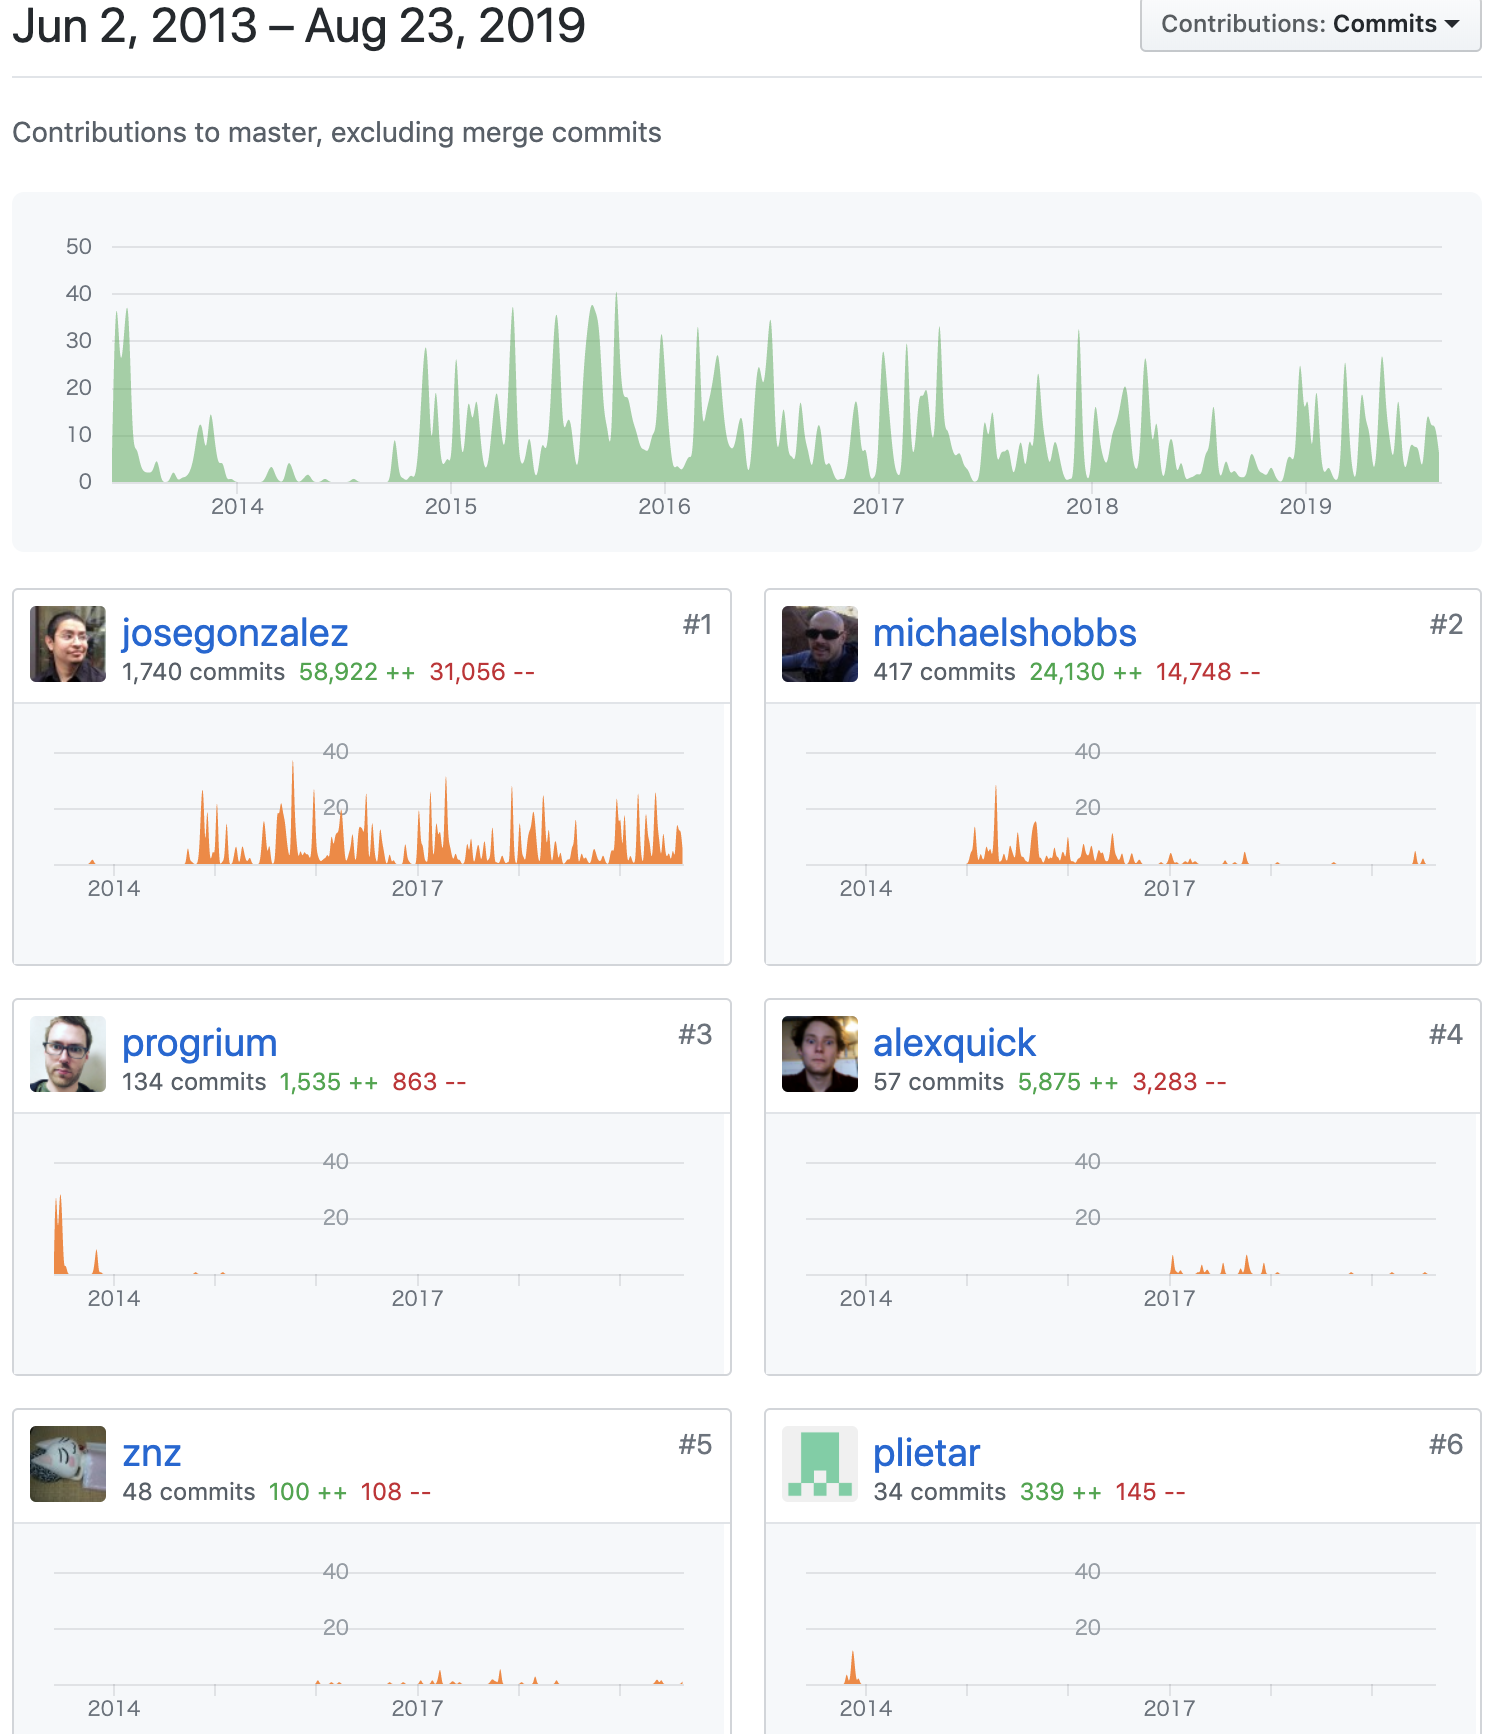 Jun 2, 2013 – Aug 23, 2019
Contributions: Commits
Contributions to master, excluding merge commits
50
40
30
20
10
0
2014 2015 2016 2017 2018 2019
josegonzalez #1
1,740 commits 58,922 ++ 31,056 --
40
20
2014 2017
michaelshobbs #2
417 commits 24,130 ++ 14,748 --
40
20
2014 2017
progrium #3
134 commits 1,535 ++ 863 --
40
20
2014 2017
alexquick #4
57 commits 5,875 ++ 3,283 --
40
20
2014 2017
znz #5
48 commits 100 ++ 108 --
40
20
2014 2017
plietar #6
34 commits 339 ++ 145 --
40
20
2014 2017